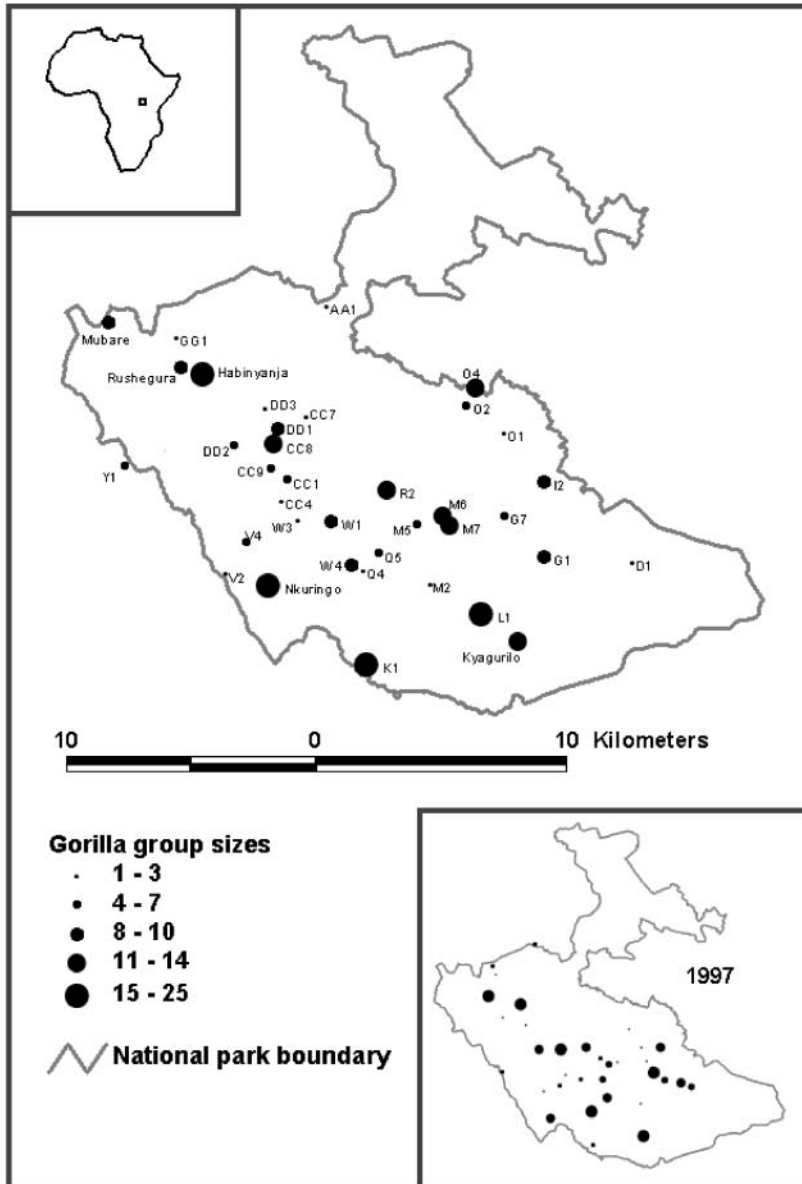 AA1
Mubare
GG1
Rushegura
Habinyanja
O4
O2
O1
DD3
CC7
DD1
CC8
DD2
Y1
CC9
CC1
CC4
R2
I2
M6
M7
M5
G7
W3
W1
V4
Q5
W4
Q4
G1
D1
V2
Nkuringo
M2
L1
Kyagurilo
K1
10 0 10 Kilometers
Gorilla group sizes
1 - 3
4 - 7
8 - 10
11 - 14
15 - 25
National park boundary
1997